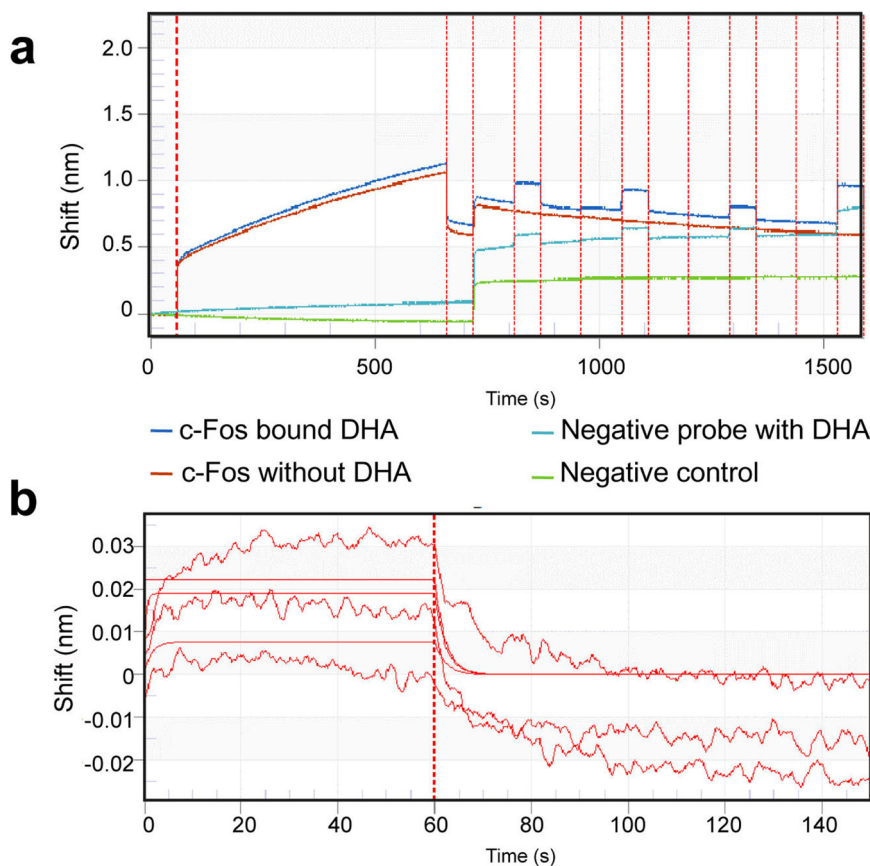 a
2.0
1.5
1.0
0.5
0
Shift (nm)
0 500 1000 1500
Time (s)
c-Fos bound DHA Negative probe with DHA
c-Fos without DHA Negative control
b
0.03
0.02
0.01
0
-0.01
-0.02
Shift (nm)
0 20 40 60 80 100 120 140
Time (s)